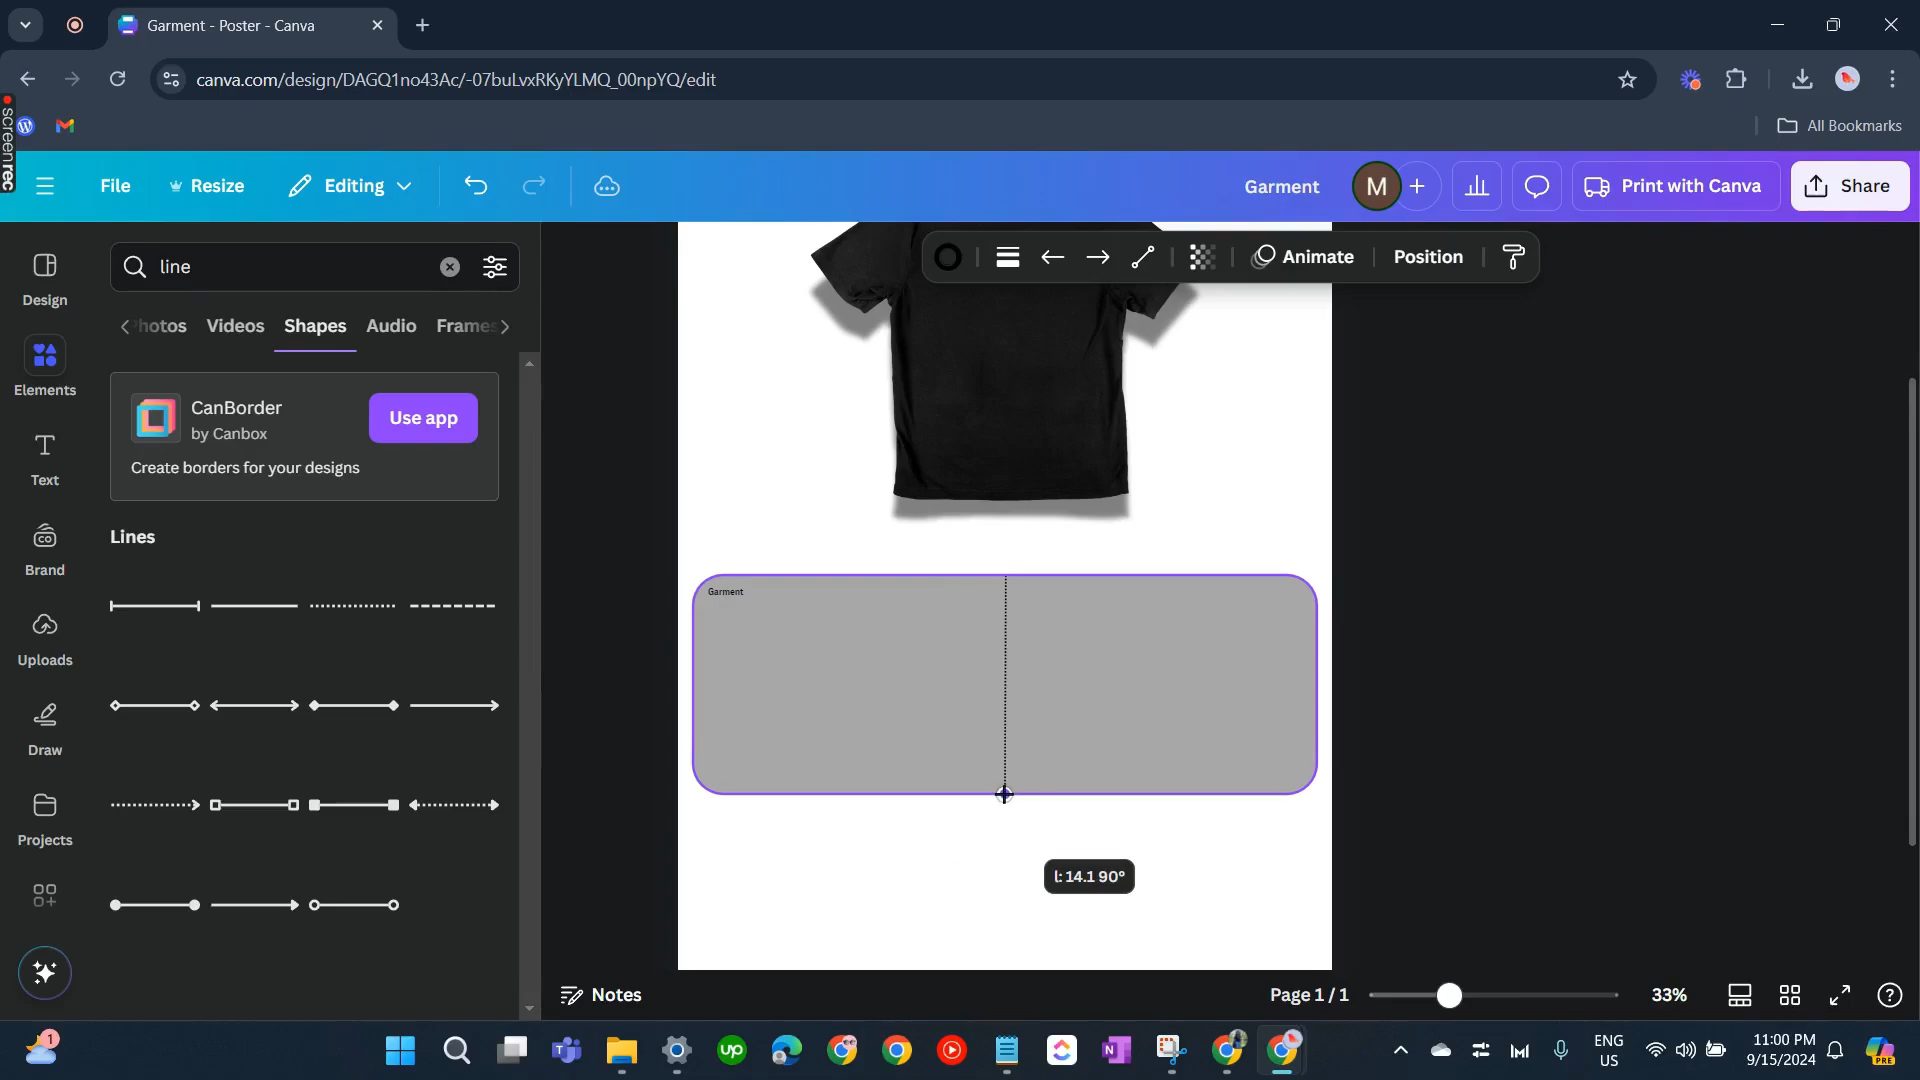 Garment - Poster - Canva
canva.com/design/DAGQ1no43Ac/-07buLvxRKyYLMQ_00npYQ/edit
All Bookmarks
screenrec
File
Resize
Editing
Garment
M
Print with Canva
Share
Design
Elements
Text
Brand
Uploads
Draw
Projects
line
Photos
Videos
Shapes
Audio
Frames
CanBorder
by Canbox
Use app
Create borders for your designs
Lines
Animate
Position
Garment
l: 14.1 90°
Notes
Page 1 / 1
33%
1
up
ENG
US
11:00 PM
9/15/2024
PRE